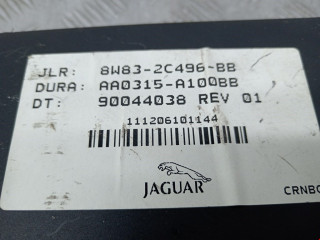 JLR: 8W83-2C496-BB
DURA: AA0315-A100BB
DT: 90044038 REV 01
111206101144
JAGUAR
CRNBC